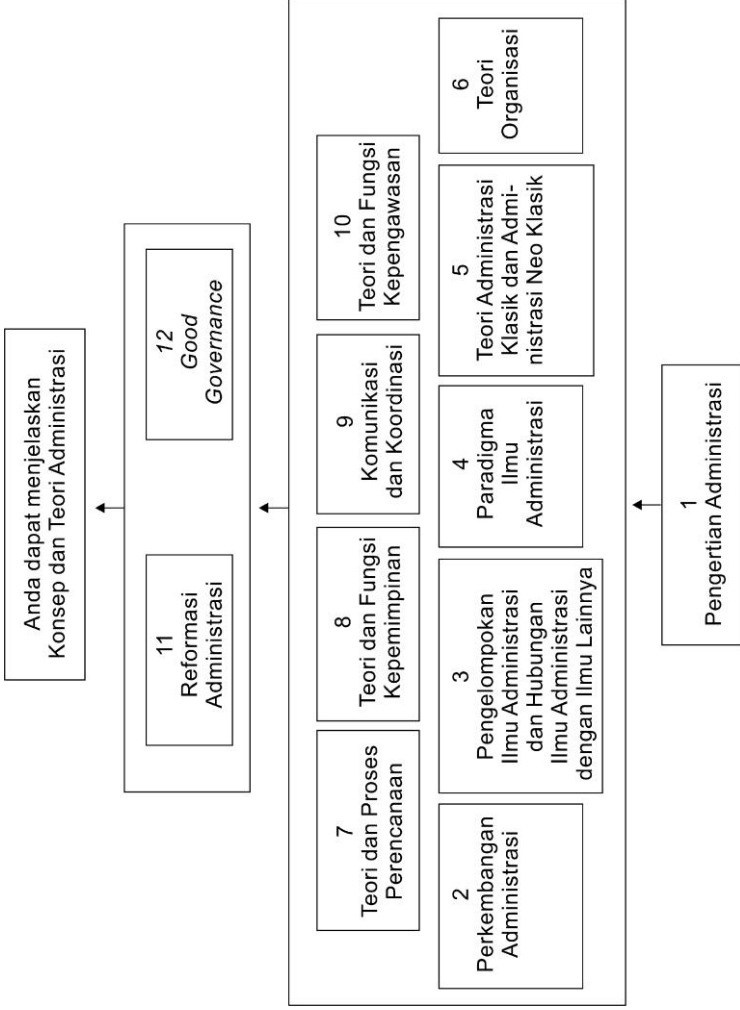 Anda dapat menjelaskan
Konsep dan Teori Administrasi
11
Reformasi
Administrasi
12
Good
Governance
7
Teori dan Proses
Perencanaan
8
Teori dan Fungsi
Kepemimpinan
9
Komunikasi
dan Koordinasi
10
Teori dan Fungsi
Kepengawasan
2
Perkembangan
Administrasi
3
Pengelompokan
Ilmu Administrasi
dan Hubungan
Ilmu Administrasi
dengan Ilmu Lainnya
4
Paradigma
Ilmu
Administrasi
5
Teori Administrasi
Klasik dan Admi-
nistrasi Neo Klasik
6
Teori
Organisasi
1
Pengertian Administrasi